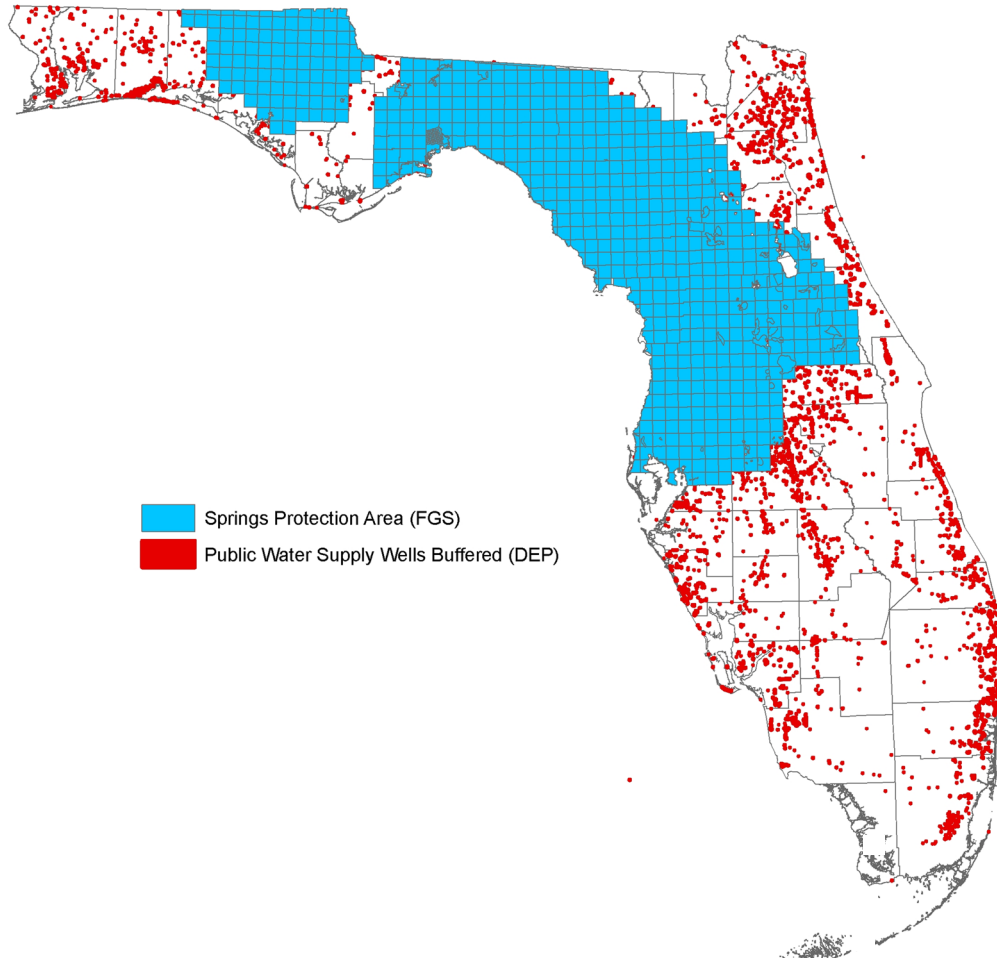 Springs Protection Area (FGS)
Public Water Supply Wells Buffered (DEP)